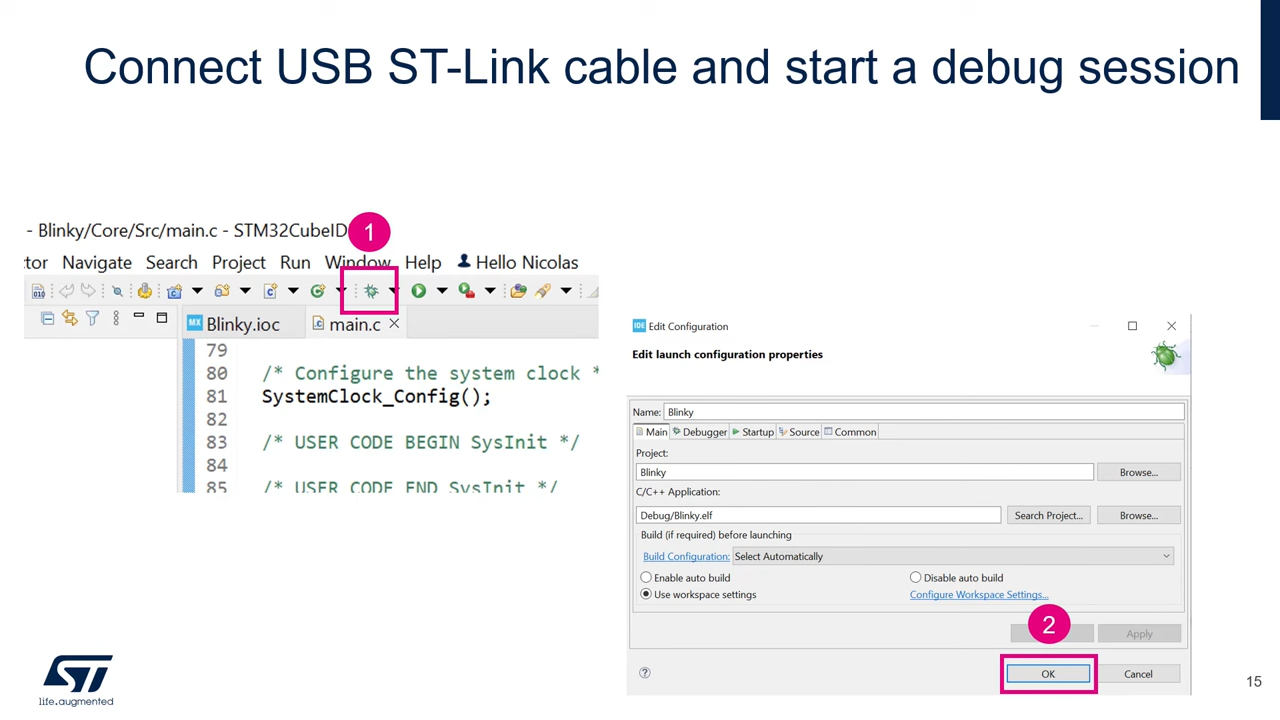 Connect USB ST-Link cable and start a debug session
- Blinky/Core/Src/main.c - STM32CubeID
1
tor Navigate Search Project Run Window Help Hello Nicolas
010
MX Blinky.ioc
main.c
79
80 /* Configure the system clock *
81 SystemClock_Config();
82
83 /* USER CODE BEGIN SysInit */
84
85 /* USER CODE END SysInit */
IDE Edit Configuration
Edit launch configuration properties
Name: Blinky
Main Debugger Startup Source Common
Project:
Blinky Browse...
C/C++ Application:
Debug/Blinky.elf Search Project... Browse...
Build (if required) before launching
Build Configuration: Select Automatically
Enable auto build Disable auto build
Use workspace settings Configure Workspace Settings...
2
Apply
? OK Cancel
ST
life.augmented
15